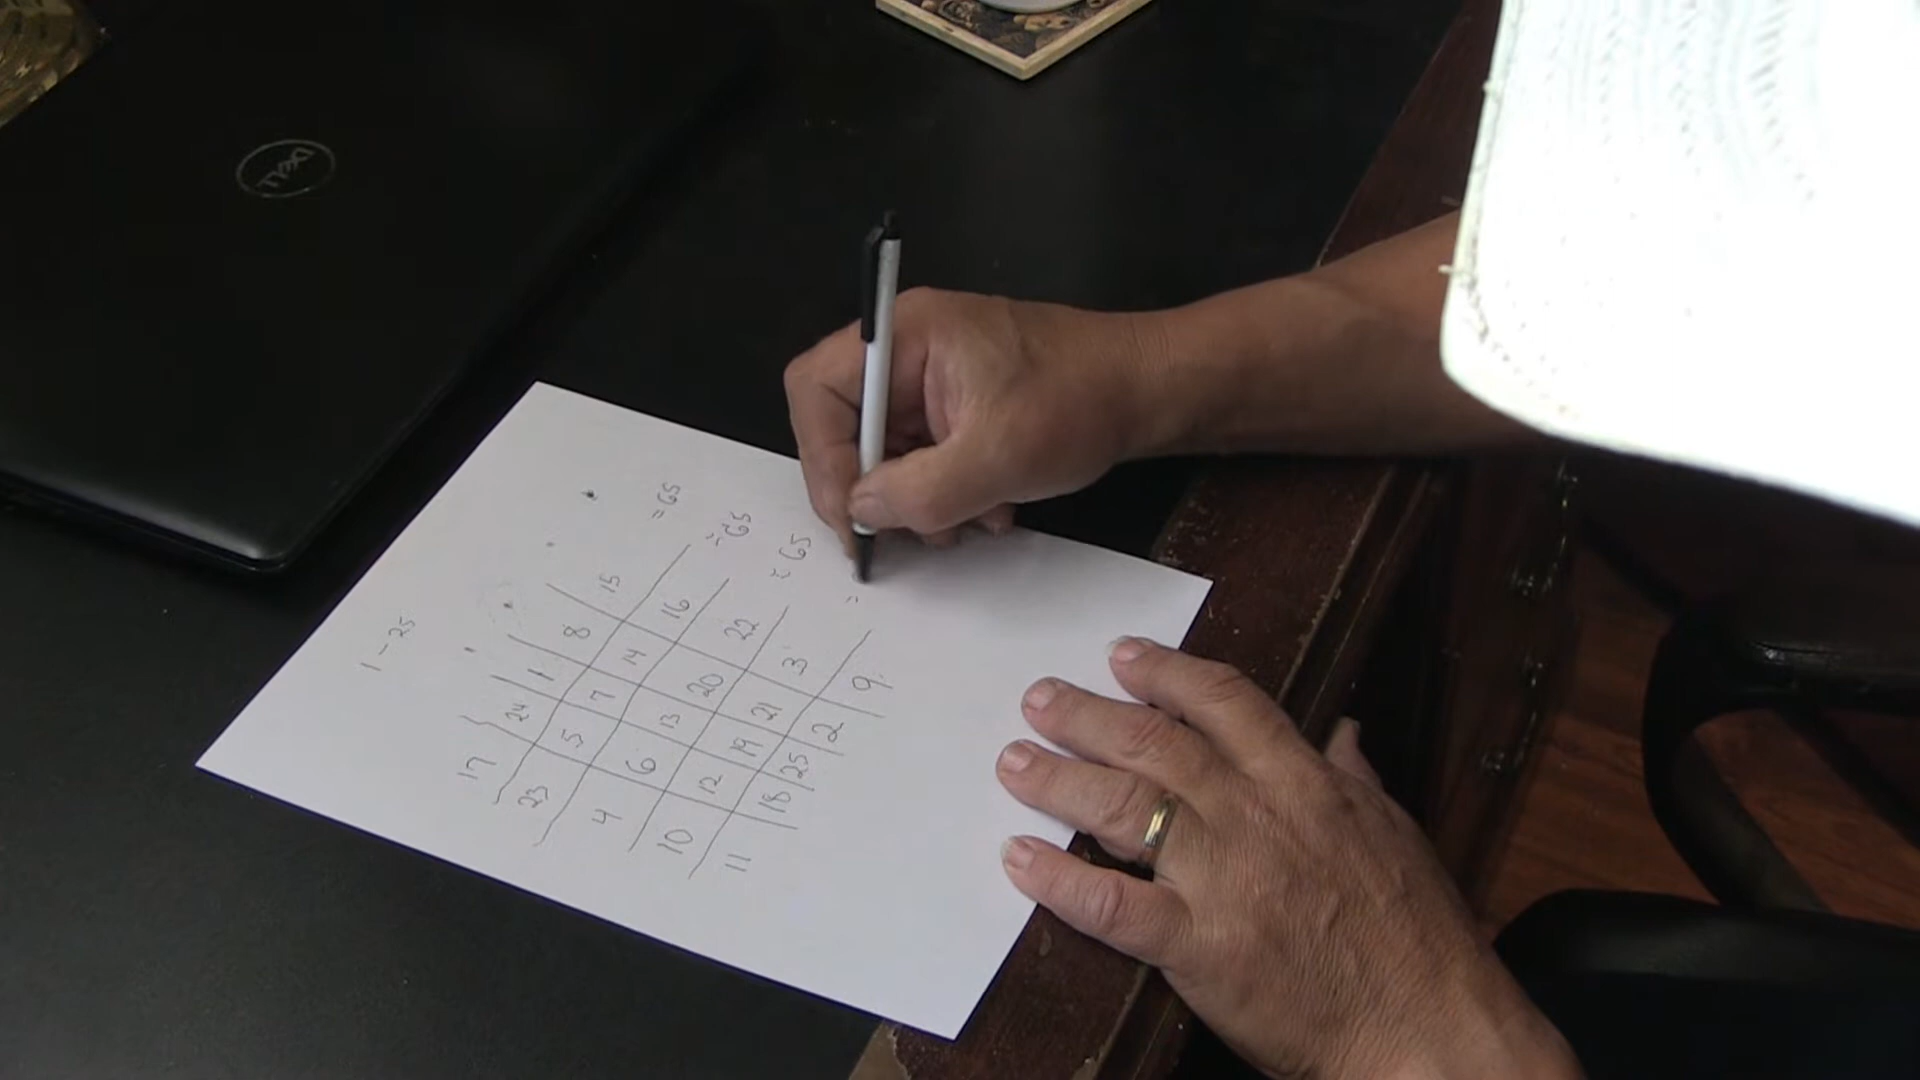 DELL
1 - 25
17 24 1 8 15 = 65
23 5 7 14 16 = 65
4 6 13 20 22 = 65
10 12 19 21 3 =
11 18 25 2 9